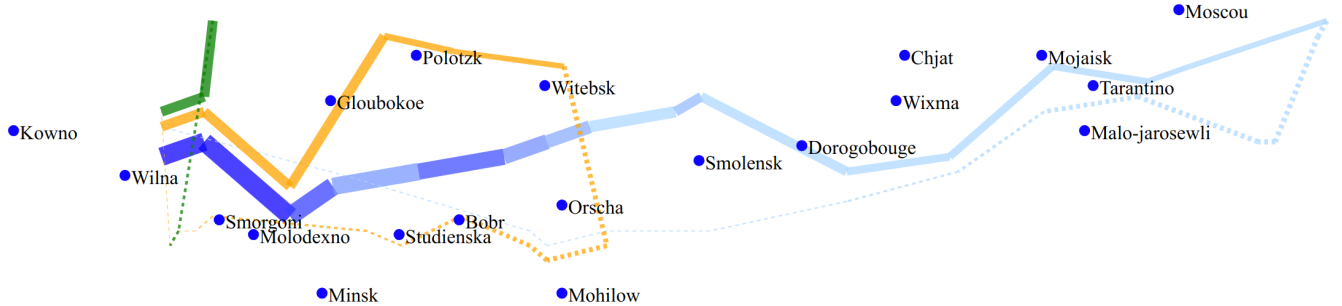 Moscou
Polotzk
Chjat
Mojaisk
Witebsk
Tarantino
Gloubokoe
Wixma
Kowno
Malo-jarosewli
Dorogobouge
Smolensk
Wilna
Orscha
Smorgoni
Bobr
Molodexno
Studienska
Minsk
Mohilow